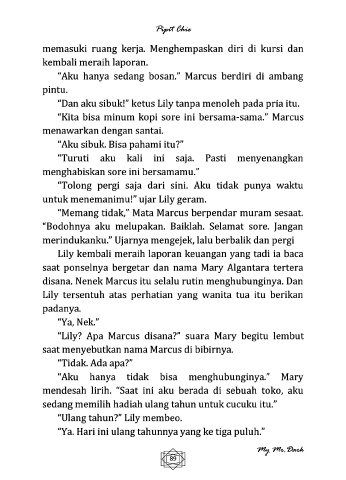 Pipit Chie
memasuki ruang kerja. Menghempaskan diri di kursi dan
kembali meraih laporan.
“Aku hanya sedang bosan.” Marcus berdiri di ambang
pintu.
“Dan aku sibuk!” ketus Lily tanpa menoleh pada pria itu.
“Kita bisa minum kopi sore ini bersama-sama.” Marcus
menawarkan dengan santai.
“Aku sibuk. Bisa pahami itu?”
“Turuti aku kali ini saja. Pasti menyenangkan
menghabiskan sore ini bersamamu.”
“Tolong pergi saja dari sini. Aku tidak punya waktu
untuk menemanimu!” ujar Lily geram.
“Memang tidak,” Mata Marcus berpendar muram sesaat.
“Bodohnya aku melupakan. Baiklah. Selamat sore. Jangan
merindukanku.” Ujarnya mengejek, lalu berbalik dan pergi
Lily kembali meraih laporan keuangan yang tadi ia baca
saat ponselnya bergetar dan nama Mary Algantara tertera
disana. Nenek Marcus itu selalu rutin menghubunginya. Dan
Lily tersentuh atas perhatian yang wanita tua itu berikan
padanya.
“Ya, Nek.”
“Lily? Apa Marcus disana?” suara Mary begitu lembut
saat menyebutkan nama Marcus di bibirnya.
“Tidak. Ada apa?”
“Aku hanya tidak bisa menghubunginya.” Mary
mendesah lirih. “Saat ini aku berada di sebuah toko, aku
sedang memilih hadiah ulang tahun untuk cucuku itu.”
“Ulang tahun?” Lily membeo.
“Ya. Hari ini ulang tahunnya yang ke tiga puluh.”
My Mr. Dark
89